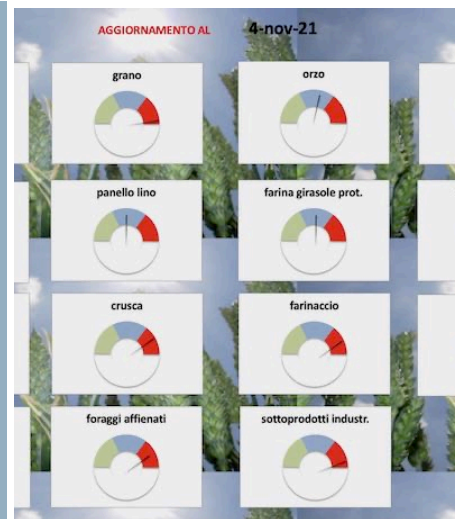 AGGIORNAMENTO AL 4-nov-21
grano
orzo
panello lino
farina girasole prot.
crusca
farinaccio
foraggi affienati
sottoprodotti industr.